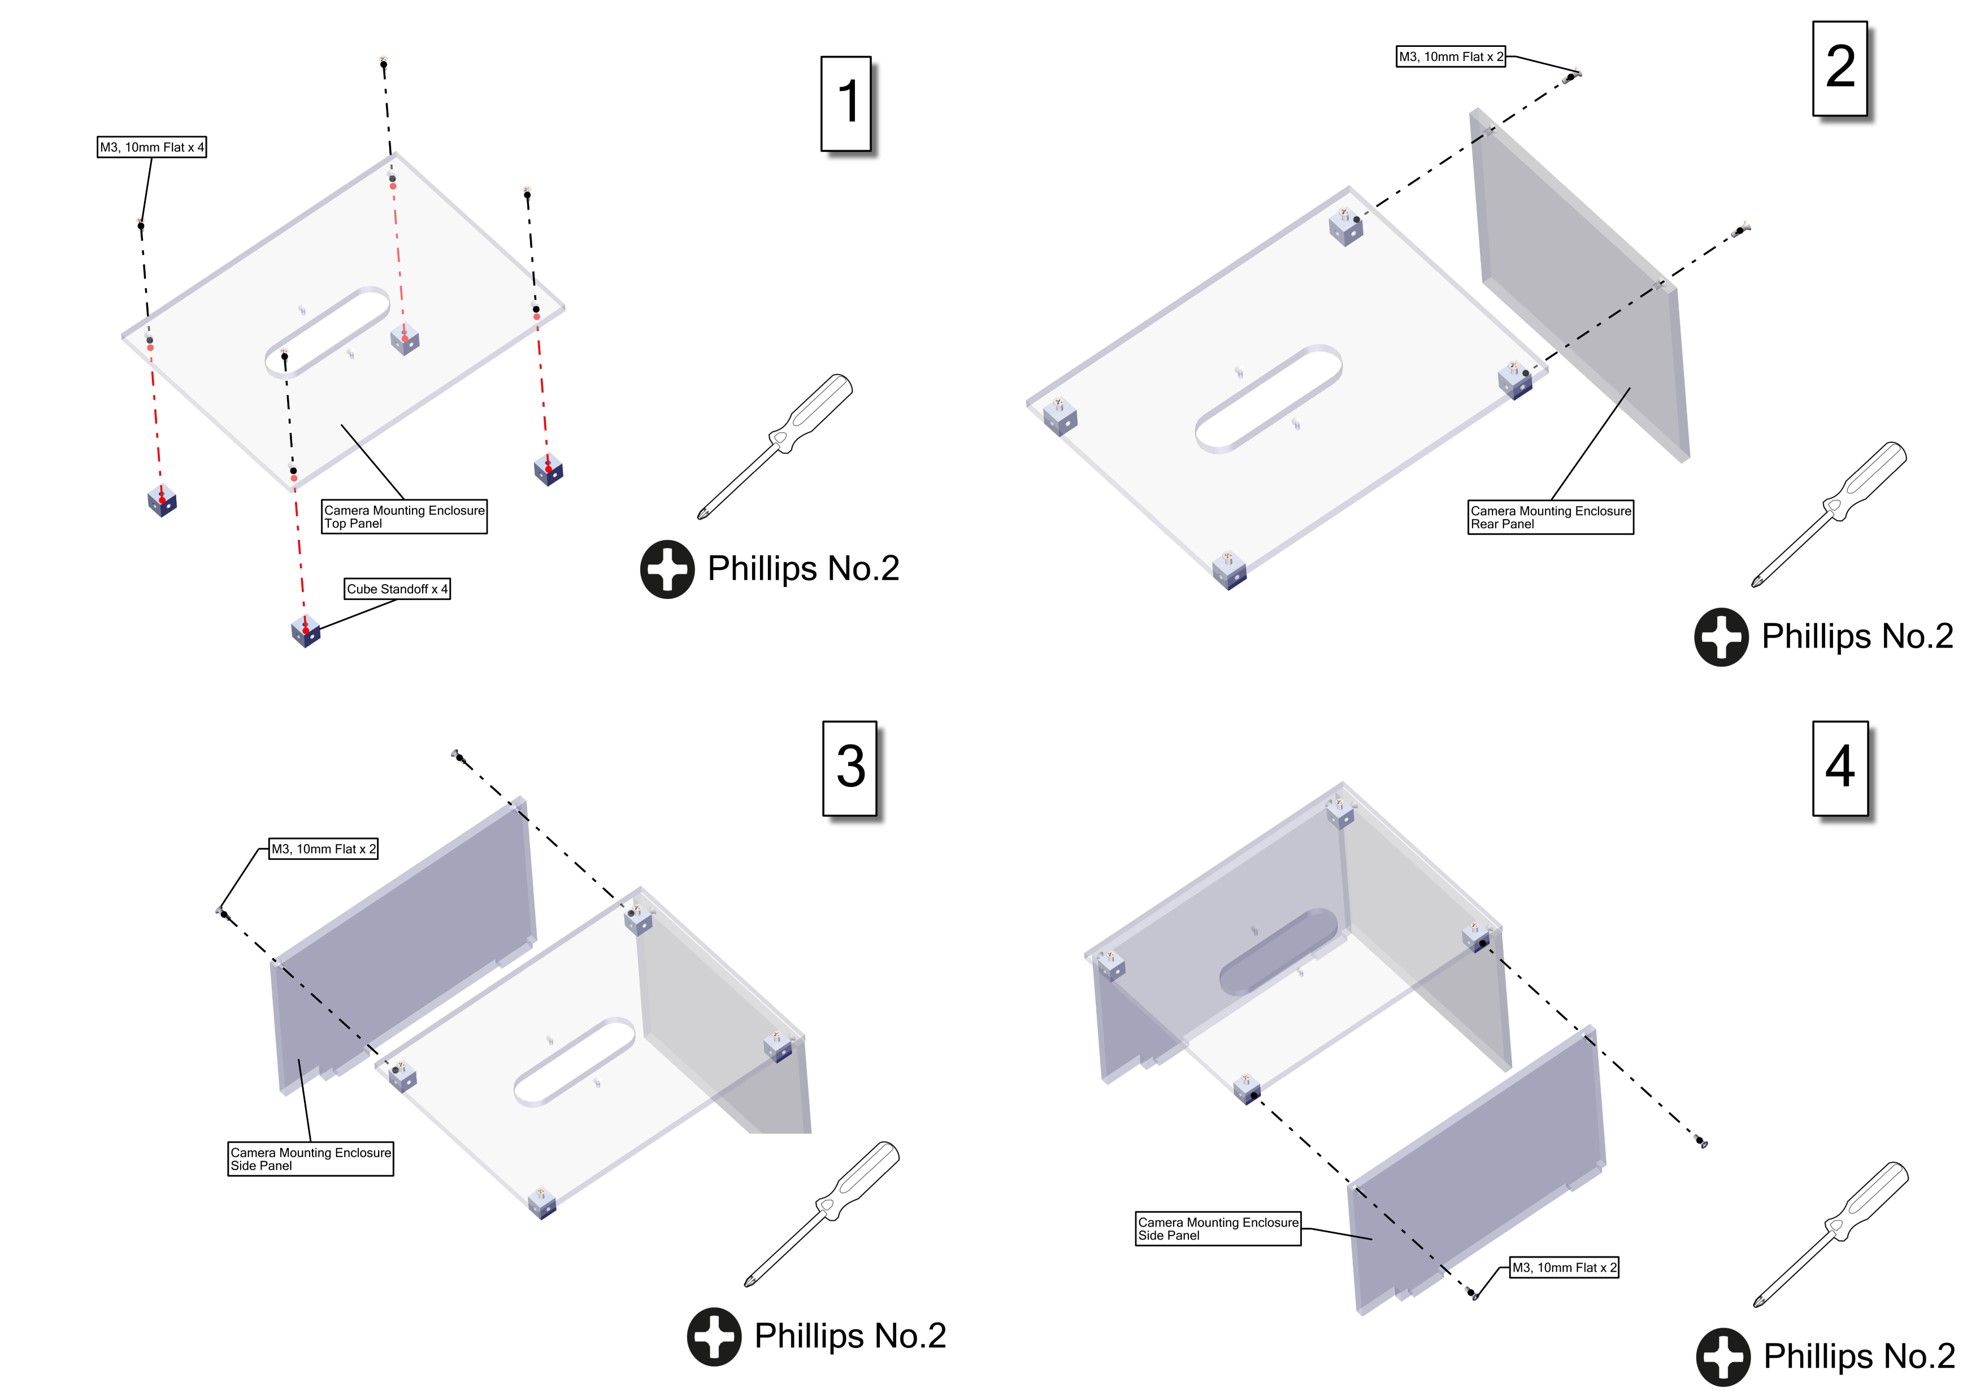 1
M3, 10mm Flat x 4
Camera Mounting Enclosure
Top Panel
Cube Standoff x 4
Phillips No.2
2
M3, 10mm Flat x 2
Camera Mounting Enclosure
Rear Panel
Phillips No.2
3
M3, 10mm Flat x 2
Camera Mounting Enclosure
Side Panel
Phillips No.2
4
Camera Mounting Enclosure
Side Panel
M3, 10mm Flat x 2
Phillips No.2